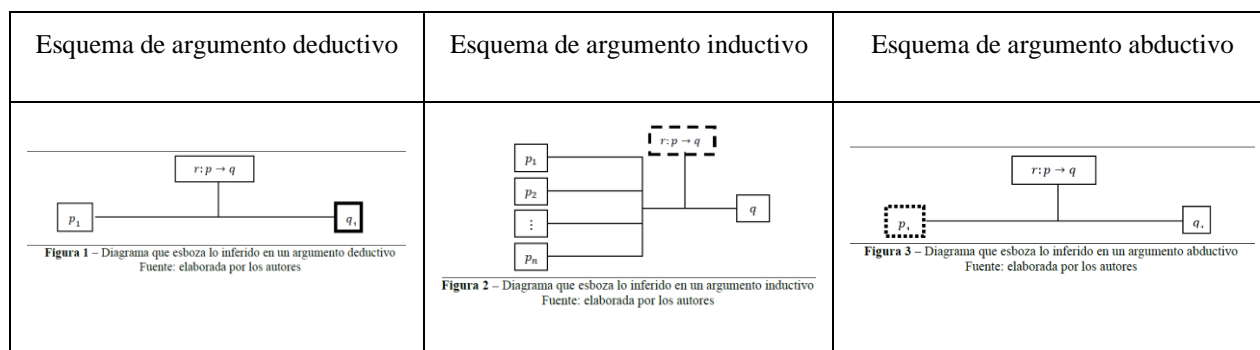 Esquema de argumento deductivo
Esquema de argumento inductivo
Esquema de argumento abductivo
r: p → q
p₁
q₁
Figura 1 – Diagrama que esboza lo inferido en un argumento deductivo
Fuente: elaborada por los autores
r: p → q
p₁
p₂
⋮
pₙ
q
Figura 2 – Diagrama que esboza lo inferido en un argumento inductivo
Fuente: elaborada por los autores
r: p → q
p₁
q₁
Figura 3 – Diagrama que esboza lo inferido en un argumento abductivo
Fuente: elaborada por los autores